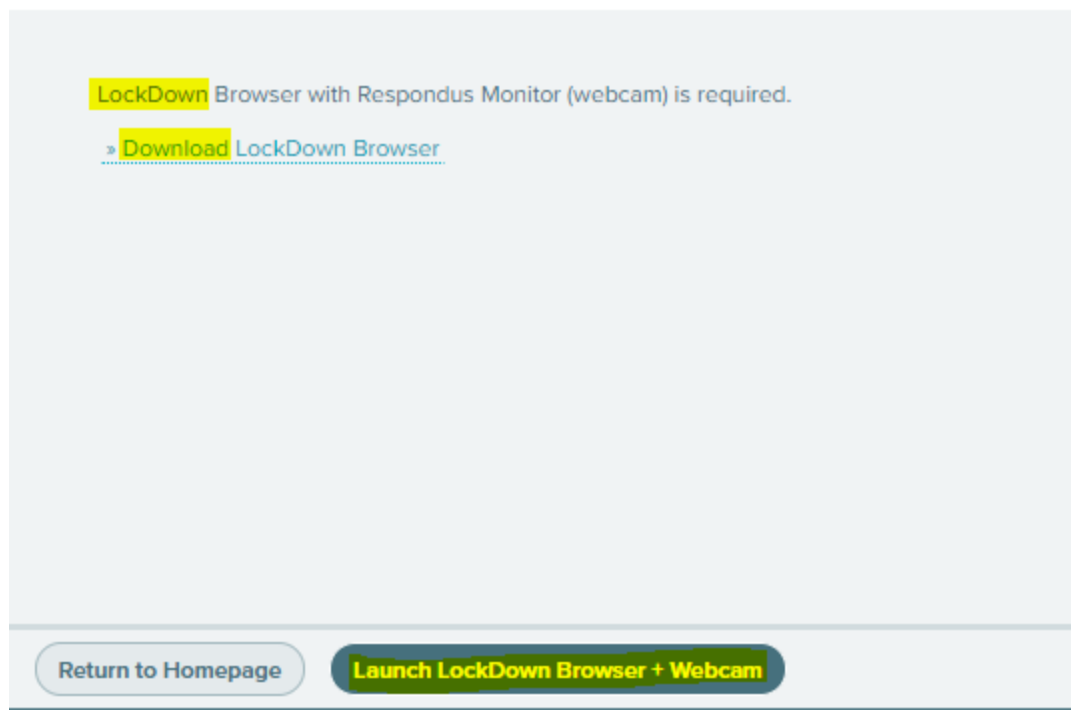 LockDown Browser with Respondus Monitor (webcam) is required.
» Download LockDown Browser
Return to Homepage
Launch LockDown Browser + Webcam